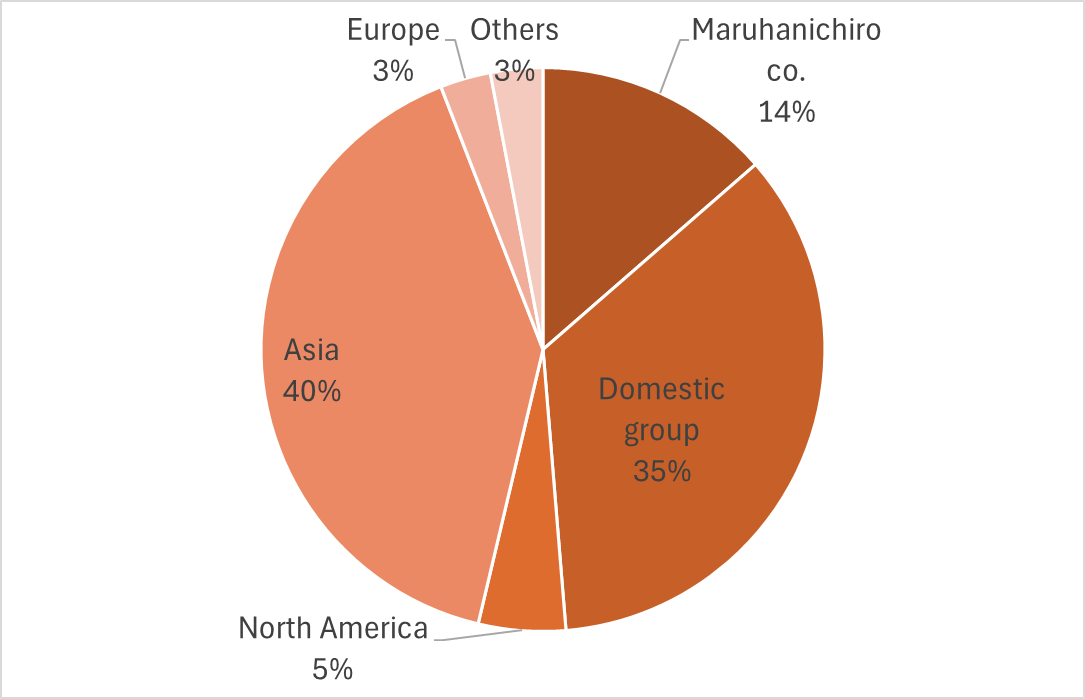 Europe
3%
Others
3%
Maruhanichiro
co.
14%
Asia
40%
Domestic
group
35%
North America
5%